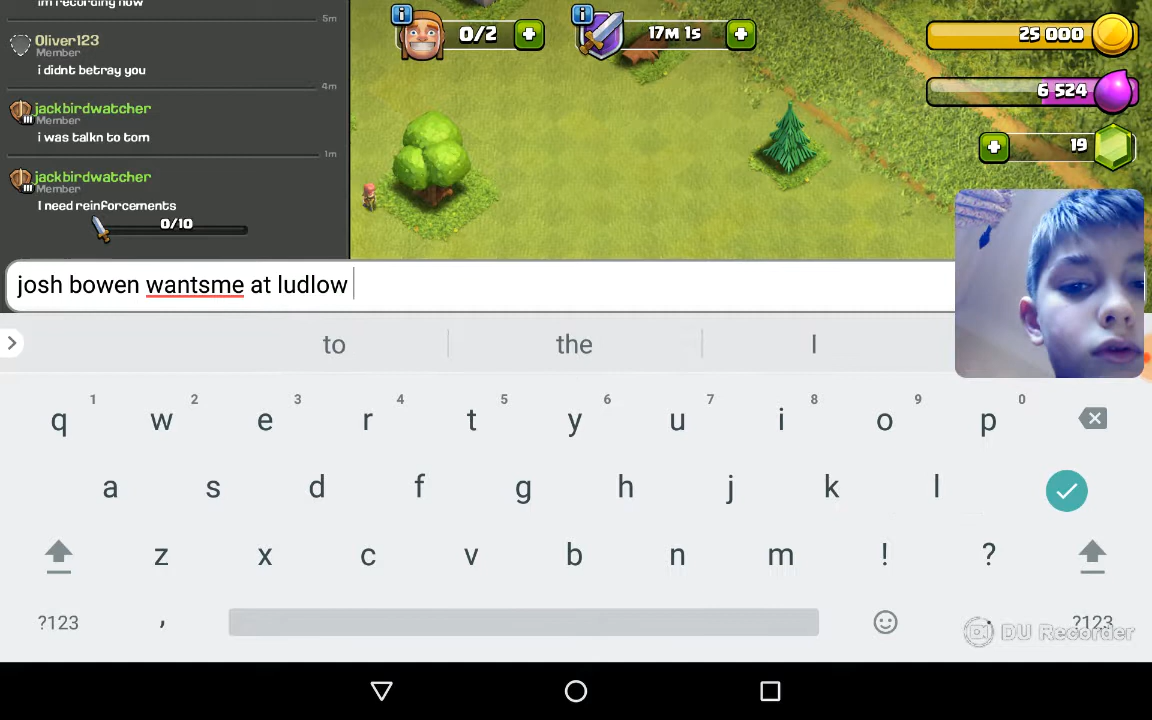 im recording now
5m
Oliver123
Member
i didnt betray you
4m
jackbirdwatcher
Member
i was talkn to tom
1m
jackbirdwatcher
Member
I need reinforcements
0/10
0/2
17m 1s
25 000
6 524
19
josh bowen wantsme at ludlow
to the I
1 2 3 4 5 6 7 8 9 0
q w e r t y u i o p
a s d f g h j k l
z x c v b n m ! ?
?123 , . ?123
DU Recorder